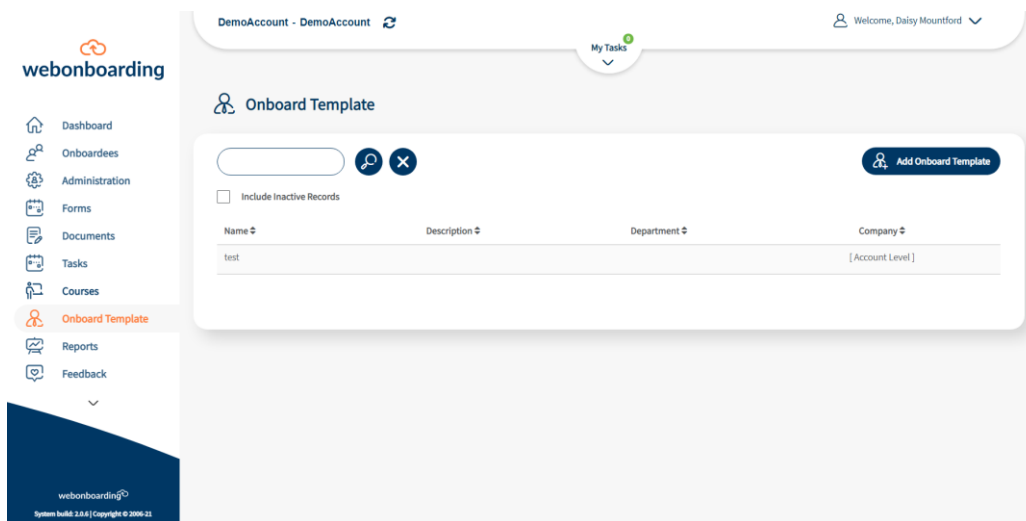 DemoAccount - DemoAccount
Welcome, Daisy Mountford
0
My Tasks
webonboarding
Dashboard
Onboardees
Administration
Forms
Documents
Tasks
Courses
Onboard Template
Reports
Feedback
Onboard Template
Add Onboard Template
Include Inactive Records
Name Description Department Company
test [ Account Level ]
webonboarding
System build: 2.0.6 | Copyright © 2006-21